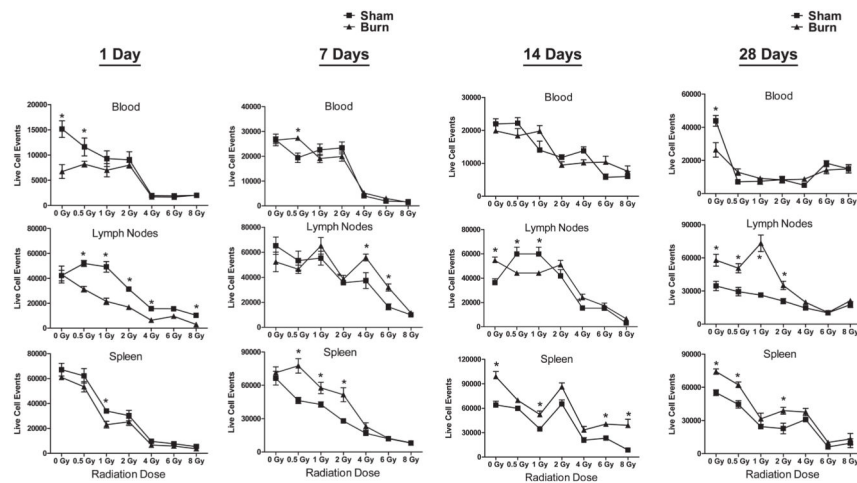 Sham
Burn
Sham
Burn
1 Day
7 Days
14 Days
28 Days
Blood
Live Cell Events
20000
15000
10000
5000
0
0 Gy 0.5 Gy 1 Gy 2 Gy 4 Gy 6 Gy 8 Gy
* *
Blood
Live Cell Events
40000
30000
20000
10000
0
0 Gy 0.5 Gy 1 Gy 2 Gy 4 Gy 6 Gy 8 Gy
*
Blood
Live Cell Events
30000
20000
10000
0
0 Gy 0.5 Gy 1 Gy 2 Gy 4 Gy 6 Gy 8 Gy
Blood
Live Cell Events
60000
40000
20000
0
0 Gy 0.5 Gy 1 Gy 2 Gy 4 Gy 6 Gy 8 Gy
*
Lymph Nodes
Live Cell Events
80000
60000
40000
20000
0
0 Gy 0.5 Gy 1 Gy 2 Gy 4 Gy 6 Gy 8 Gy
* * * * *
Lymph Nodes
Live Cell Events
80000
60000
40000
20000
0
0 Gy 0.5 Gy 1 Gy 2 Gy 4 Gy 6 Gy 8 Gy
* *
Lymph Nodes
Live Cell Events
80000
60000
40000
20000
0
0 Gy 0.5 Gy 1 Gy 2 Gy 4 Gy 6 Gy 8 Gy
* * *
Lymph Nodes
Live Cell Events
90000
60000
30000
0
0 Gy 0.5 Gy 1 Gy 2 Gy 4 Gy 6 Gy 8 Gy
* * * *
Spleen
Live Cell Events
80000
60000
40000
20000
0
0 Gy 0.5 Gy 1 Gy 2 Gy 4 Gy 6 Gy 8 Gy
*
Radiation Dose
Spleen
Live Cell Events
90000
60000
30000
0
0 Gy 0.5 Gy 1 Gy 2 Gy 4 Gy 6 Gy 8 Gy
* * *
Radiation Dose
Spleen
Live Cell Events
120000
90000
60000
30000
0
0 Gy 0.5 Gy 1 Gy 2 Gy 4 Gy 6 Gy 8 Gy
* * * *
Radiation Dose
Spleen
Live Cell Events
90000
60000
30000
0
0 Gy 0.5 Gy 1 Gy 2 Gy 4 Gy 6 Gy 8 Gy
* * *
Radiation Dose